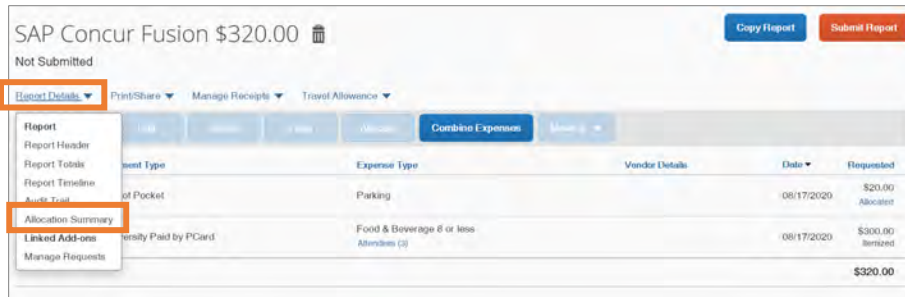 SAP Concur Fusion $320.00
Copy Report
Submit Report
Not Submitted
Report Details
Print/Share
Manage Receipts
Travel Allowance
Report
Combine Expenses
Report Header
Report Totals
ment Type
Expense Type
Vendor Details
Date
Requested
Report Timeline
Audit Trail
of Pocket
Parking
08/17/2020
$20.00
Allocated
Allocation Summary
Linked Add-ons
ersity Paid by PCard
Food & Beverage 8 or less
Attendees (3)
08/17/2020
$300.00
Itemized
Manage Requests
$320.00